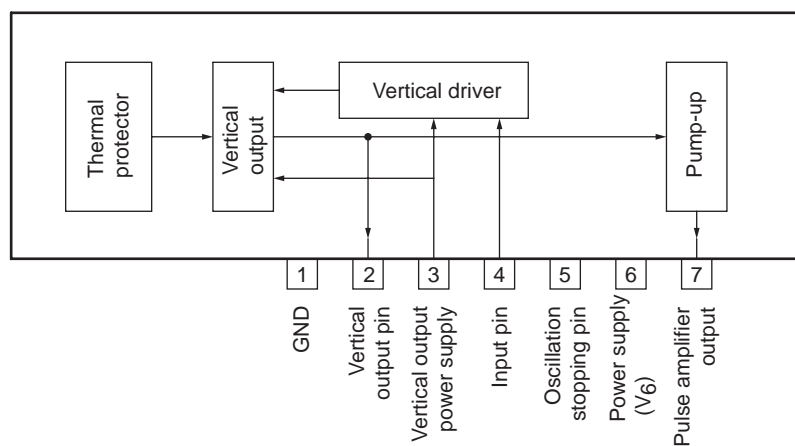 Thermal
protector
Vertical
output
Vertical driver
Pump-up
1
2
3
4
5
6
7
GND
Vertical
output pin
Vertical output
power supply
Input pin
Oscillation
stopping pin
Power supply
(V6)
Pulse amplifier
output